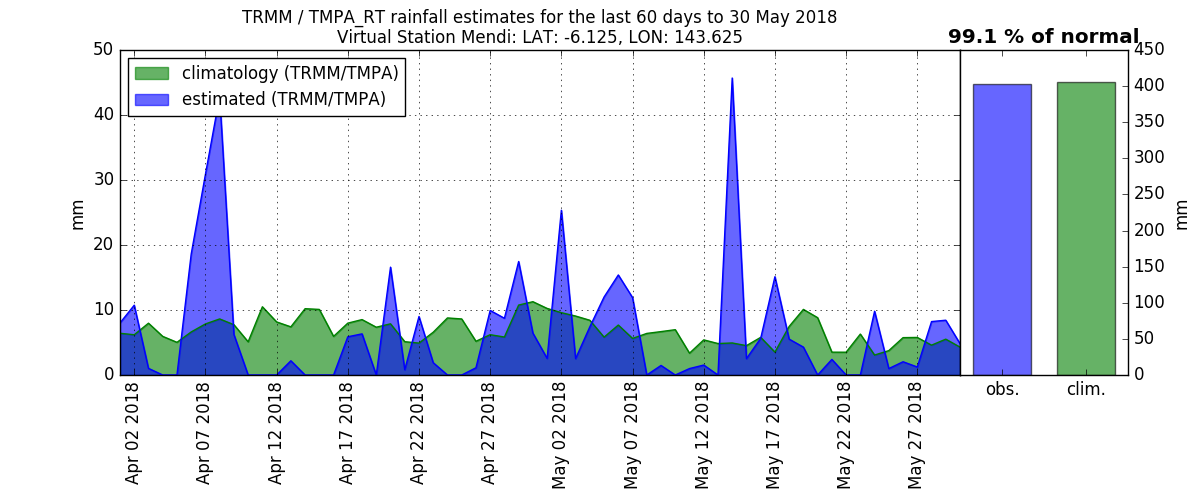 TRMM / TMPA_RT rainfall estimates for the last 60 days to 30 May 2018
Virtual Station Mendi: LAT: -6.125, LON: 143.625
99.1 % of normal
climatology (TRMM/TMPA)
estimated (TRMM/TMPA)
mm
50
40
30
20
10
0
Apr 02 2018
Apr 07 2018
Apr 12 2018
Apr 17 2018
Apr 22 2018
Apr 27 2018
May 02 2018
May 07 2018
May 12 2018
May 17 2018
May 22 2018
May 27 2018
obs.
clim.
450
400
350
300
250
200
150
100
50
0
mm